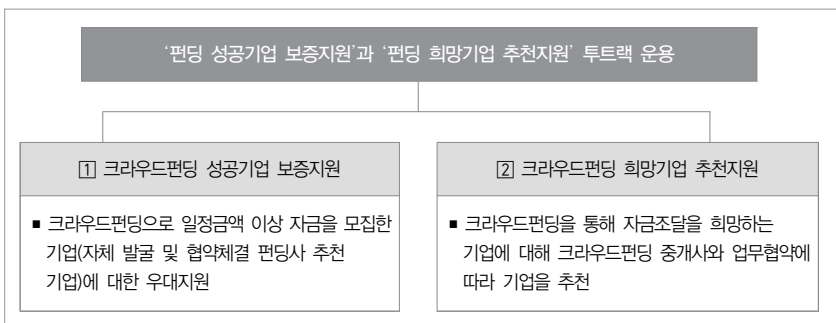 ‘펀딩 성공기업 보증지원’과 ‘펀딩 희망기업 추천지원’ 투트랙 운용
1 크라우드펀딩 성공기업 보증지원
■ 크라우드펀딩으로 일정금액 이상 자금을 모집한
기업(자체 발굴 및 협약체결 펀딩사 추천
기업)에 대한 우대지원
2 크라우드펀딩 희망기업 추천지원
■ 크라우드펀딩을 통해 자금조달을 희망하는
기업에 대해 크라우드펀딩 중개사와 업무협약에
따라 기업을 추천